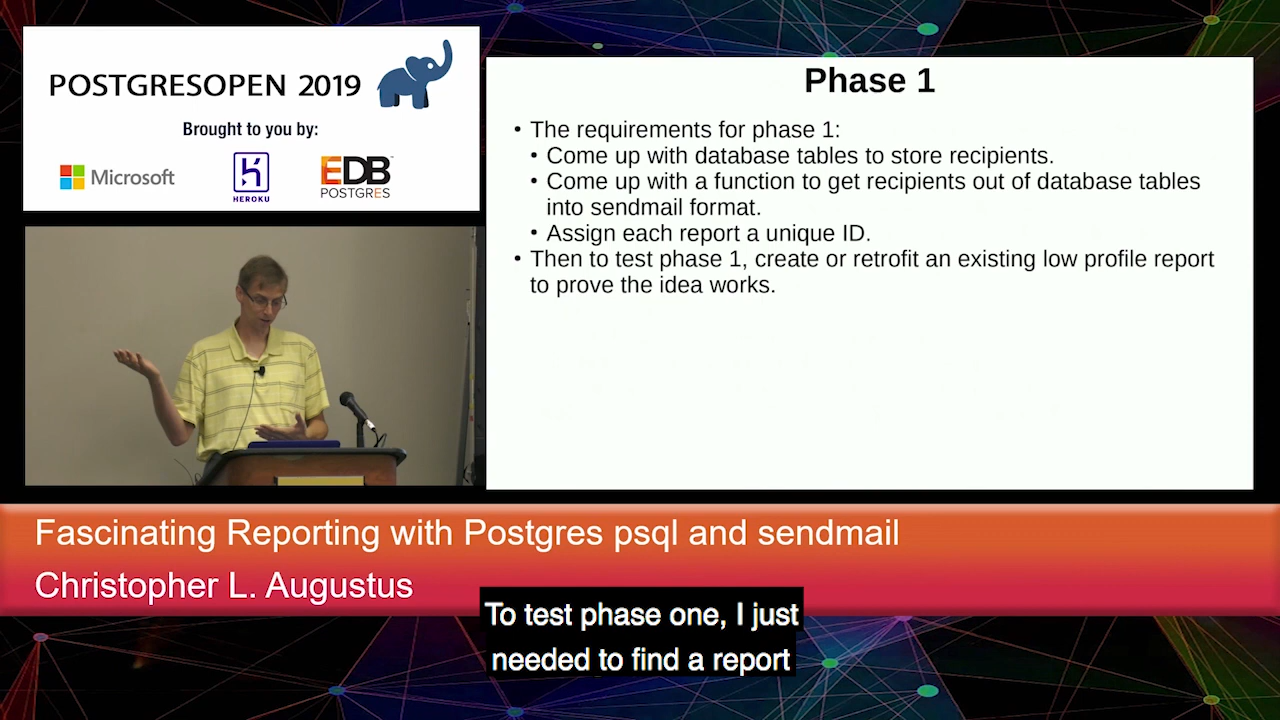 POSTGRESOPEN 2019
Brought to you by:
Microsoft
HEROKU
EDB
POSTGRES
Phase 1
• The requirements for phase 1:
• Come up with database tables to store recipients.
• Come up with a function to get recipients out of database tables
into sendmail format.
• Assign each report a unique ID.
• Then to test phase 1, create or retrofit an existing low profile report
to prove the idea works.
Fascinating Reporting with Postgres psql and sendmail
Christopher L. Augustus
To test phase one, I just
needed to find a report